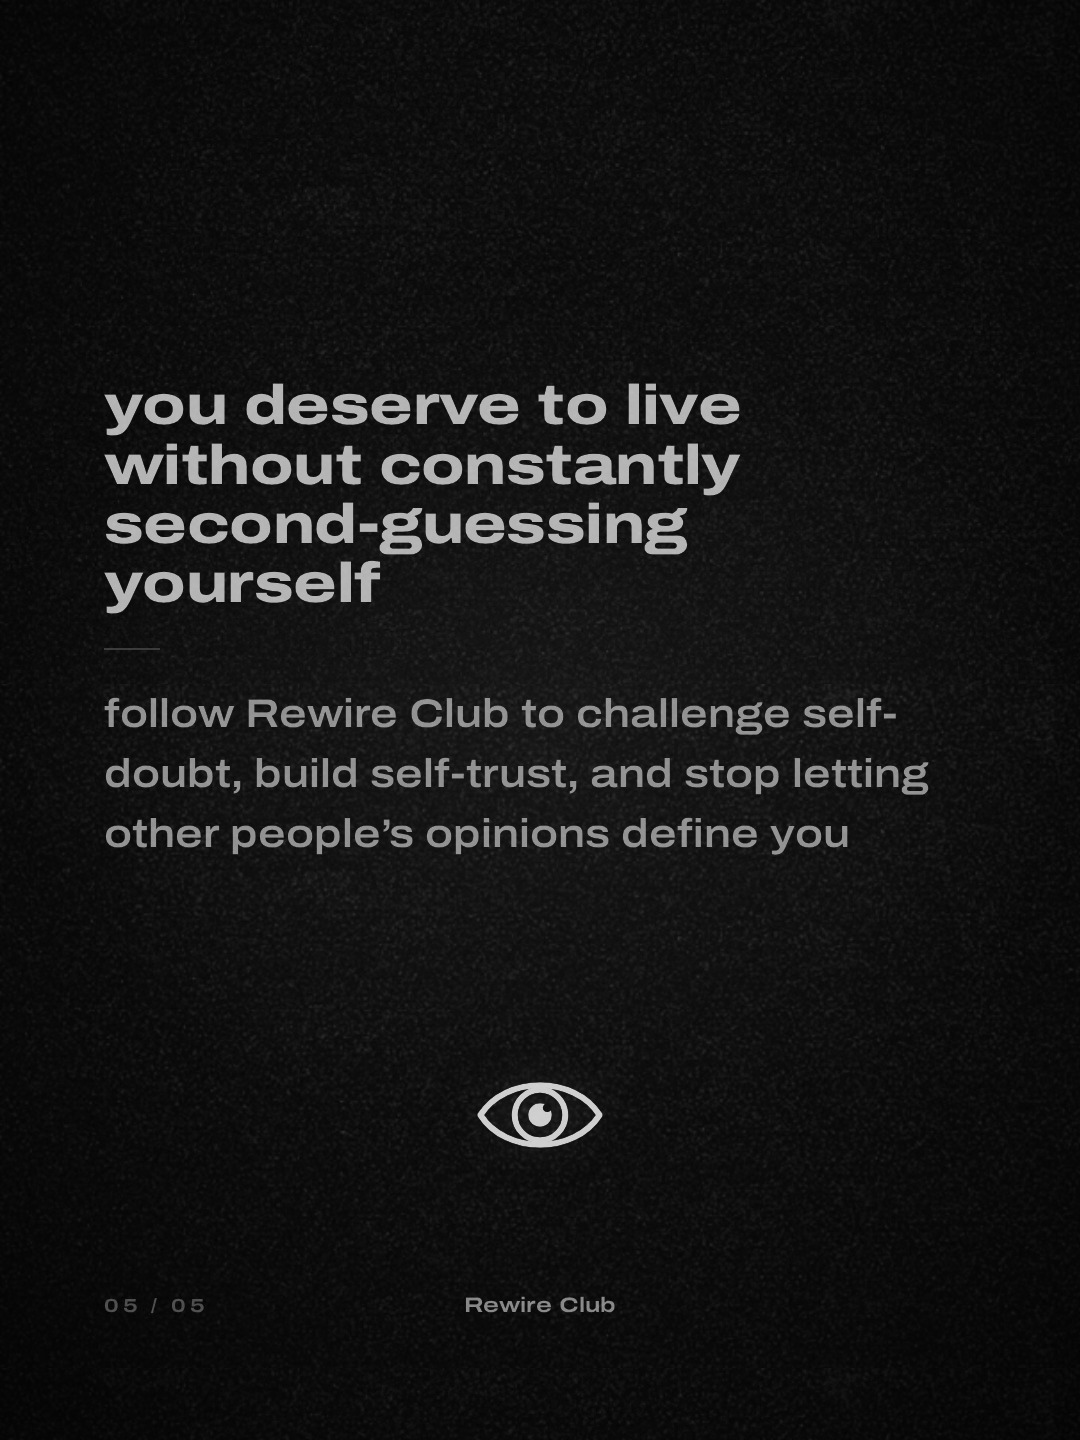 you deserve to live
without constantly
second-guessing
yourself
follow Rewire Club to challenge self-
doubt, build self-trust, and stop letting
other people’s opinions define you
05 / 05
Rewire Club